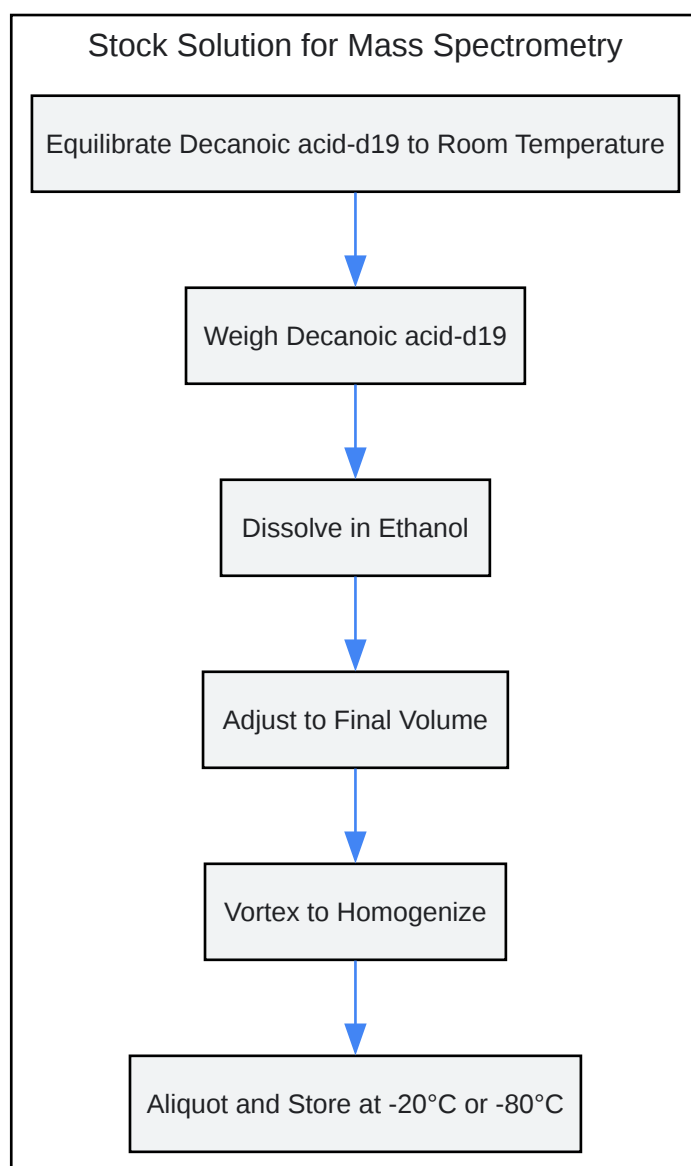 Stock Solution for Mass Spectrometry
Equilibrate Decanoic acid-d19 to Room Temperature
Weigh Decanoic acid-d19
Dissolve in Ethanol
Adjust to Final Volume
Vortex to Homogenize
Aliquot and Store at -20°C or -80°C